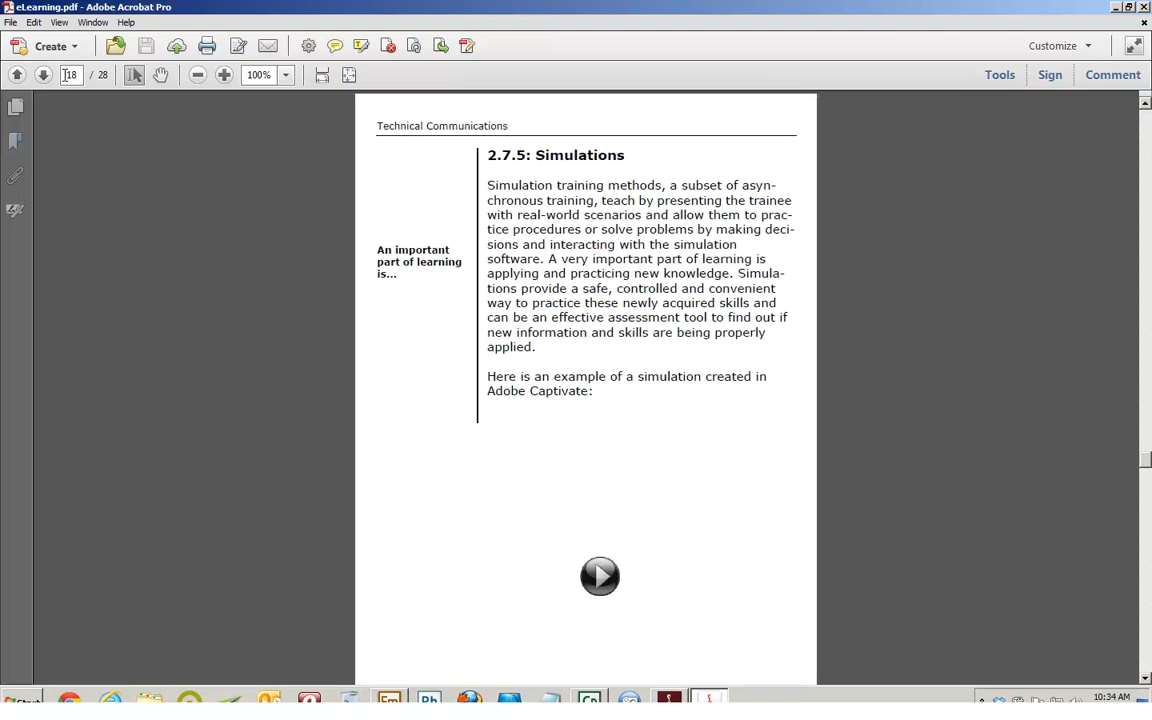 eLearning.pdf - Adobe Acrobat Pro
File Edit View Window Help
Create Customize
18 / 28 100% Tools Sign Comment
Technical Communications
2.7.5: Simulations
Simulation training methods, a subset of asyn-
chronous training, teach by presenting the trainee
with real-world scenarios and allow them to prac-
tice procedures or solve problems by making deci-
sions and interacting with the simulation
software. A very important part of learning is
applying and practicing new knowledge. Simula-
tions provide a safe, controlled and convenient
way to practice these newly acquired skills and
can be an effective assessment tool to find out if
new information and skills are being properly
applied.
An important
part of learning
is...
Here is an example of a simulation created in
Adobe Captivate:
Start Fm Rh Cp 10:34 AM